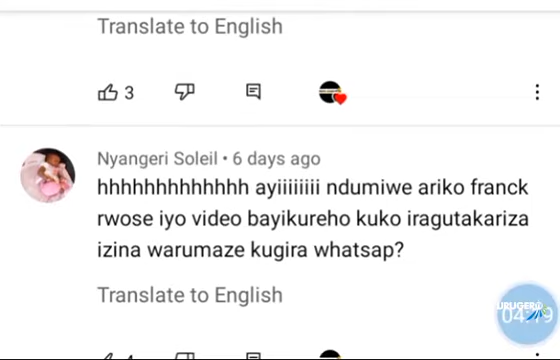 Translate to English
3
Nyangeri Soleil • 6 days ago
hhhhhhhhhhhhh ayiiiiiiii ndumiwe ariko franck
rwose iyo video bayikureho kuko iragutakariza
izina warumaze kugira whatsap?
Translate to English
URUGERO
04:19